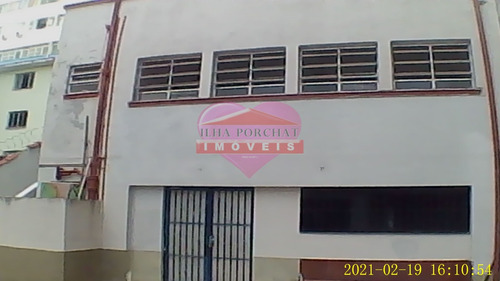 ILHA PORCHAT
IMÓVEIS
2021-02-19 16:10:54